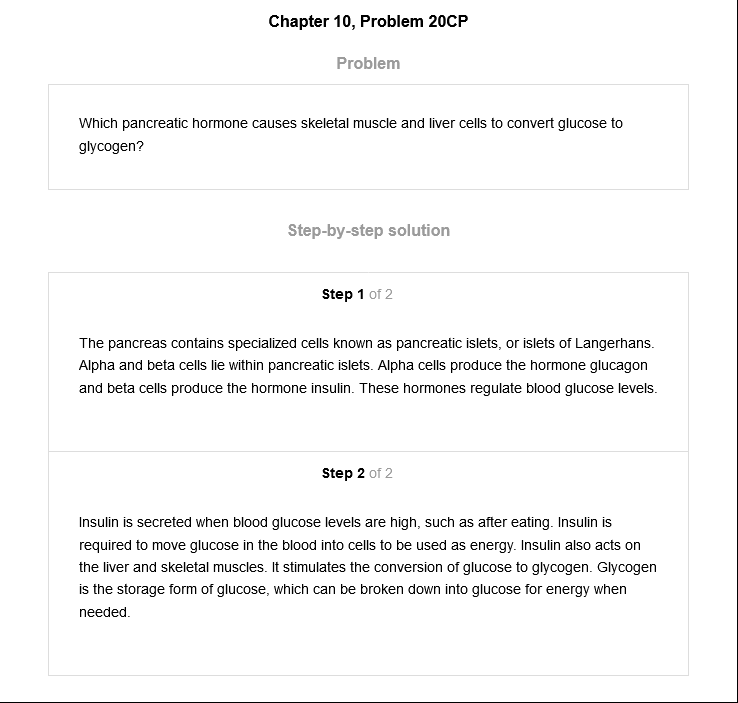 Chapter 10, Problem 20CP
Problem
Which pancreatic hormone causes skeletal muscle and liver cells to convert glucose to
glycogen?
Step-by-step solution
Step 1 of 2
The pancreas contains specialized cells known as pancreatic islets, or islets of Langerhans.
Alpha and beta cells lie within pancreatic islets. Alpha cells produce the hormone glucagon
and beta cells produce the hormone insulin. These hormones regulate blood glucose levels.
Step 2 of 2
Insulin is secreted when blood glucose levels are high, such as after eating. Insulin is
required to move glucose in the blood into cells to be used as energy. Insulin also acts on
the liver and skeletal muscles. It stimulates the conversion of glucose to glycogen. Glycogen
is the storage form of glucose, which can be broken down into glucose for energy when
needed.